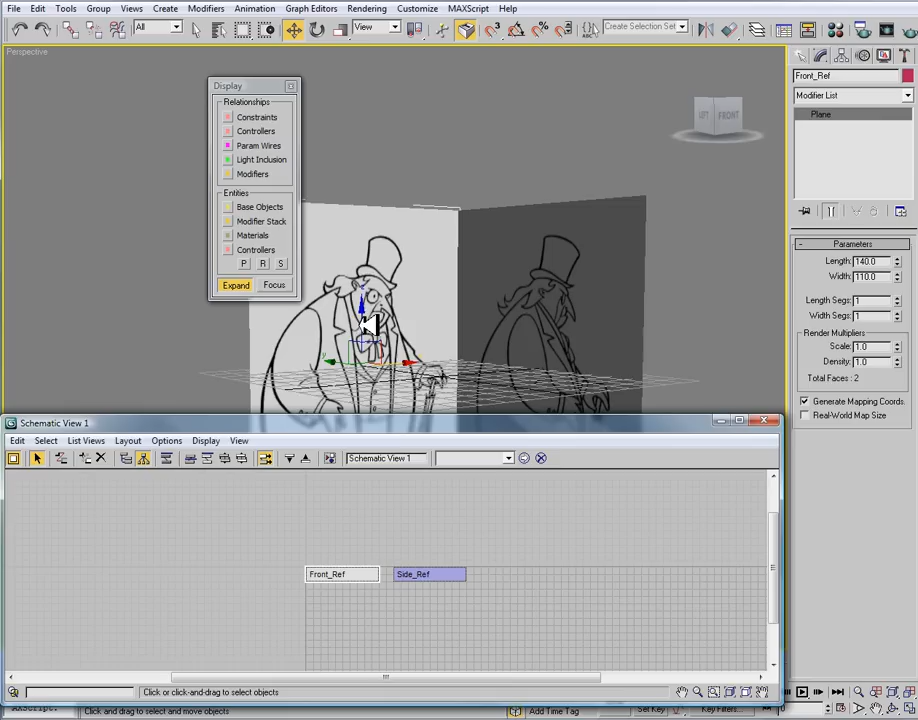 File Edit Tools Group Views Create Modifiers Animation Graph Editors Rendering Customize MAXScript Help
All View Create Selection Set
Perspective
Front_Ref
Modifier List
Plane
FRONT
Display
Relationships
Constraints
Controllers
Param Wires
Light Inclusion
Modifiers
Entities
Base Objects
Modifier Stack
Materials
Controllers
P R S
Expand Focus
Parameters
Length: 140.0
Width: 110.0
Length Segs: 1
Width Segs: 1
Render Multipliers
Scale: 1.0
Density: 1.0
Total Faces: 2
Generate Mapping Coords.
Real-World Map Size
y
Schematic View 1
Edit Select List Views Layout Options Display View
Schematic View 1
Front_Ref Side_Ref
Click or click-and-drag to select objects
Click and drag to select and move objects
Add Time Tag
Set Key Key Filters...